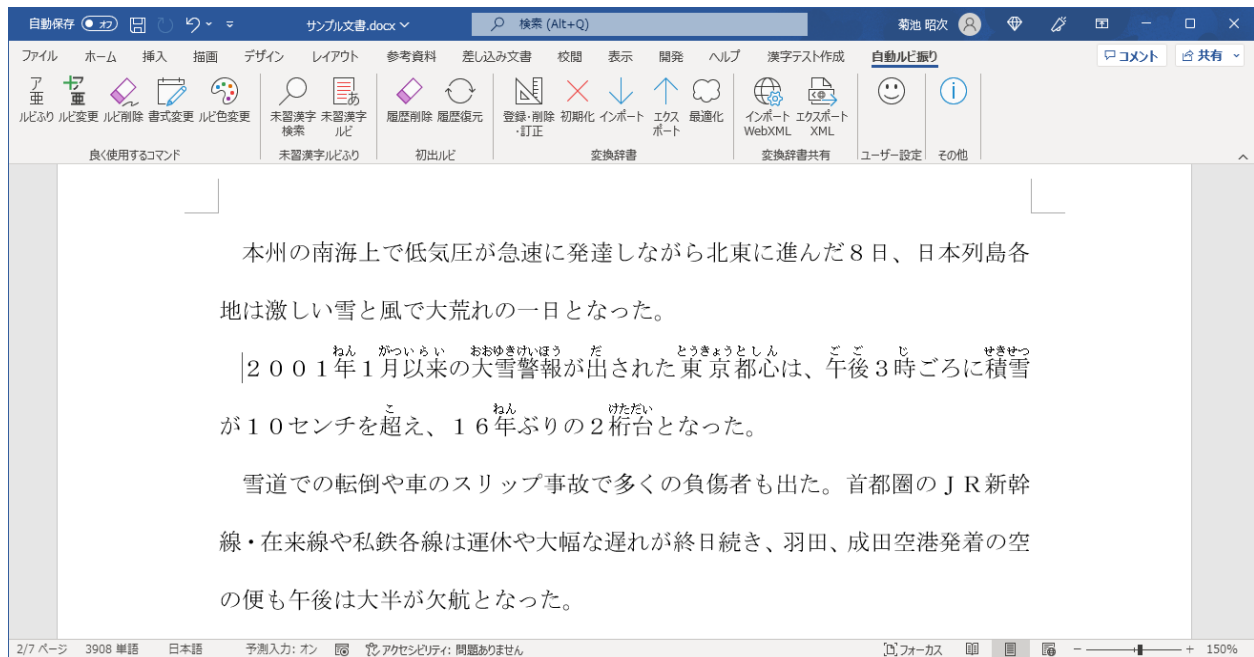 自動保存 オフ サンプル文書.docx 検索 (Alt+Q) 菊池 昭次
ファイル ホーム 挿入 描画 デザイン レイアウト 参考資料 差し込み文書 校閲 表示 開発 ヘルプ 漢字テスト作成 自動ルビ振り コメント 共有
ア亜 亜
ルビふり ルビ変更 ルビ削除 書式変更 ルビ色変更 未習漢字検索 未習漢字ルビ 履歴削除 履歴復元 登録・削除・訂正 初期化 インポート エクスポート 最適化 インポートWebXML エクスポートXML
良く使用するコマンド 未習漢字ルビふり 初出ルビ 変換辞書 変換辞書共有 ユーザー設定 その他
本州の南海上で低気圧が急速に発達しながら北東に進んだ８日、日本列島各
地は激しい雪と風で大荒れの一日となった。
ねん がついらい おおゆきけいほう だ とうきょうとしん ごご じ せきせつ
２００１年１月以来の大雪警報が出された東京都心は、午後３時ごろに積雪
こ ねん けただい
が１０センチを超え、１６年ぶりの２桁台となった。
雪道での転倒や車のスリップ事故で多くの負傷者も出た。首都圏のＪＲ新幹
線・在来線や私鉄各線は運休や大幅な遅れが終日続き、羽田、成田空港発着の空
の便も午後は大半が欠航となった。
2/7 ページ 3908 単語 日本語 予測入力: オン アクセシビリティ: 問題ありません フォーカス 150%